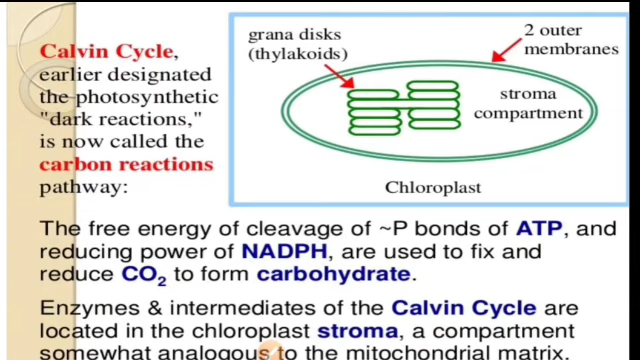 Calvin Cycle,
earlier designated
the photosynthetic
"dark reactions,"
is now called the
carbon reactions
pathway:
grana disks
(thylakoids)
2 outer
membranes
stroma
compartment
Chloroplast
The free energy of cleavage of ~P bonds of ATP, and
reducing power of NADPH, are used to fix and
reduce CO2 to form carbohydrate.
Enzymes & intermediates of the Calvin Cycle are
located in the chloroplast stroma, a compartment
somewhat analogous to the mitochondrial matrix.